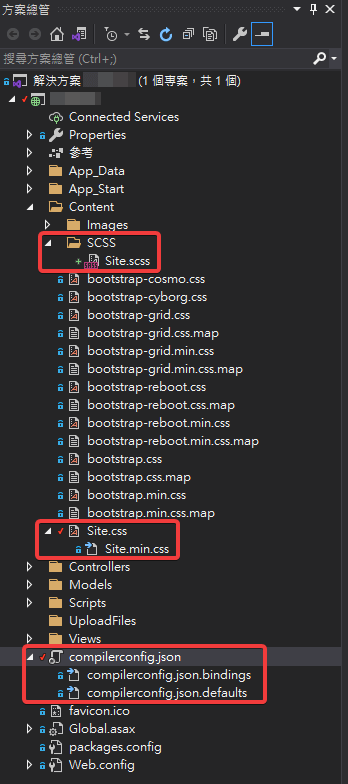 方案總管
搜尋方案總管 (Ctrl+;)
解決方案 (1 個專案，共 1 個)
Connected Services
Properties
參考
App_Data
App_Start
Content
Images
SCSS
Site.scss
bootstrap-cosmo.css
bootstrap-cyborg.css
bootstrap-grid.css
bootstrap-grid.css.map
bootstrap-grid.min.css
bootstrap-grid.min.css.map
bootstrap-reboot.css
bootstrap-reboot.css.map
bootstrap-reboot.min.css
bootstrap-reboot.min.css.map
bootstrap.css
bootstrap.css.map
bootstrap.min.css
bootstrap.min.css.map
Site.css
Site.min.css
Controllers
Models
Scripts
UploadFiles
Views
compilerconfig.json
compilerconfig.json.bindings
compilerconfig.json.defaults
favicon.ico
Global.asax
packages.config
Web.config